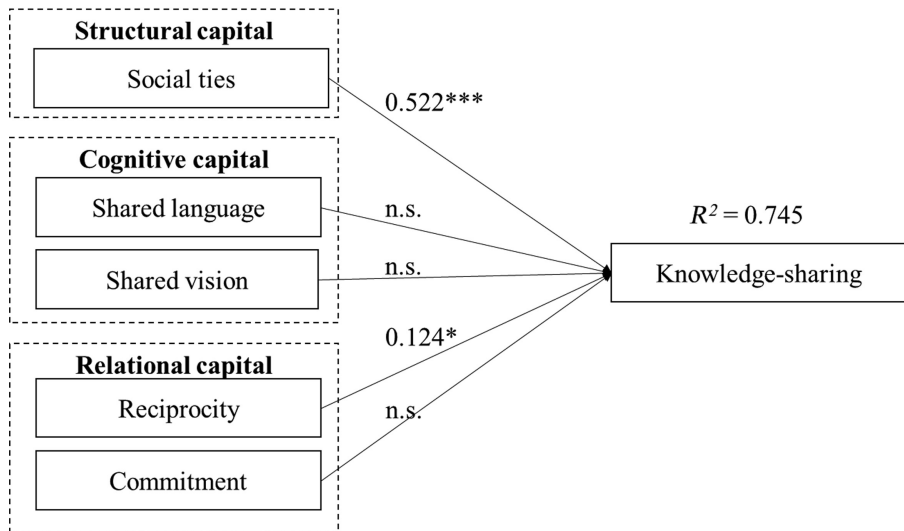 Structural capital
Social ties
0.522***
Cognitive capital
Shared language
n.s.
Shared vision
n.s.
R² = 0.745
Knowledge-sharing
Relational capital
0.124*
Reciprocity
n.s.
Commitment